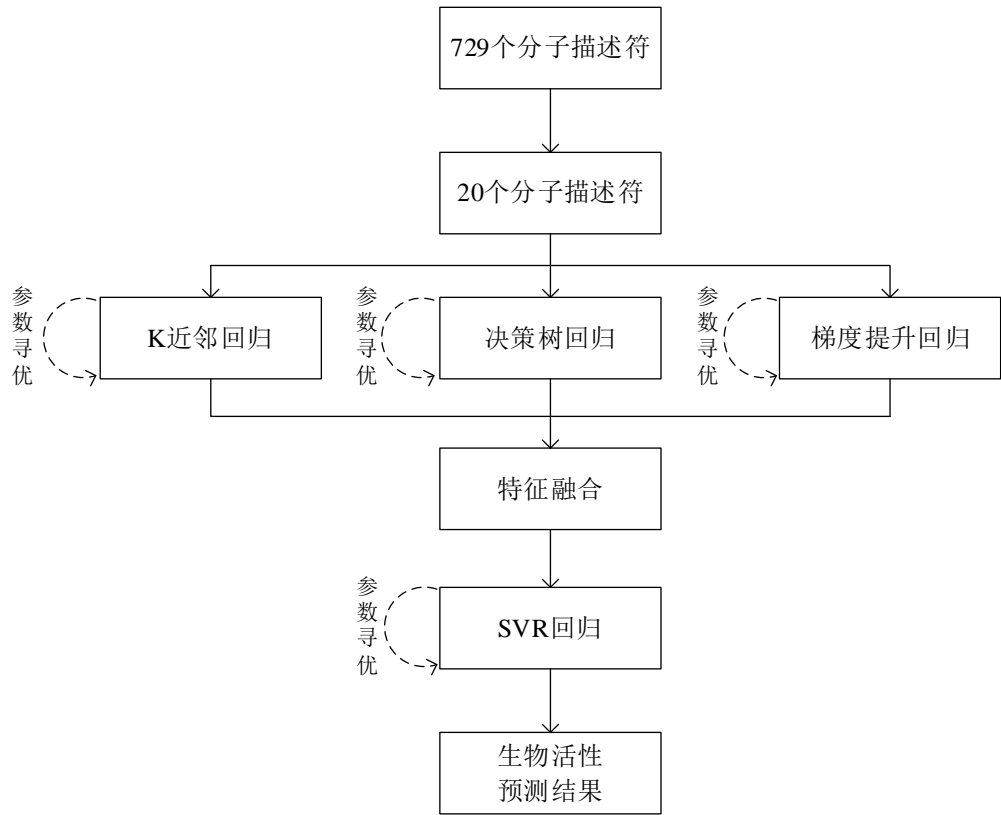 729个分子描述符
20个分子描述符
参数寻优
K近邻回归
参数寻优
决策树回归
参数寻优
梯度提升回归
特征融合
参数寻优
SVR回归
生物活性
预测结果